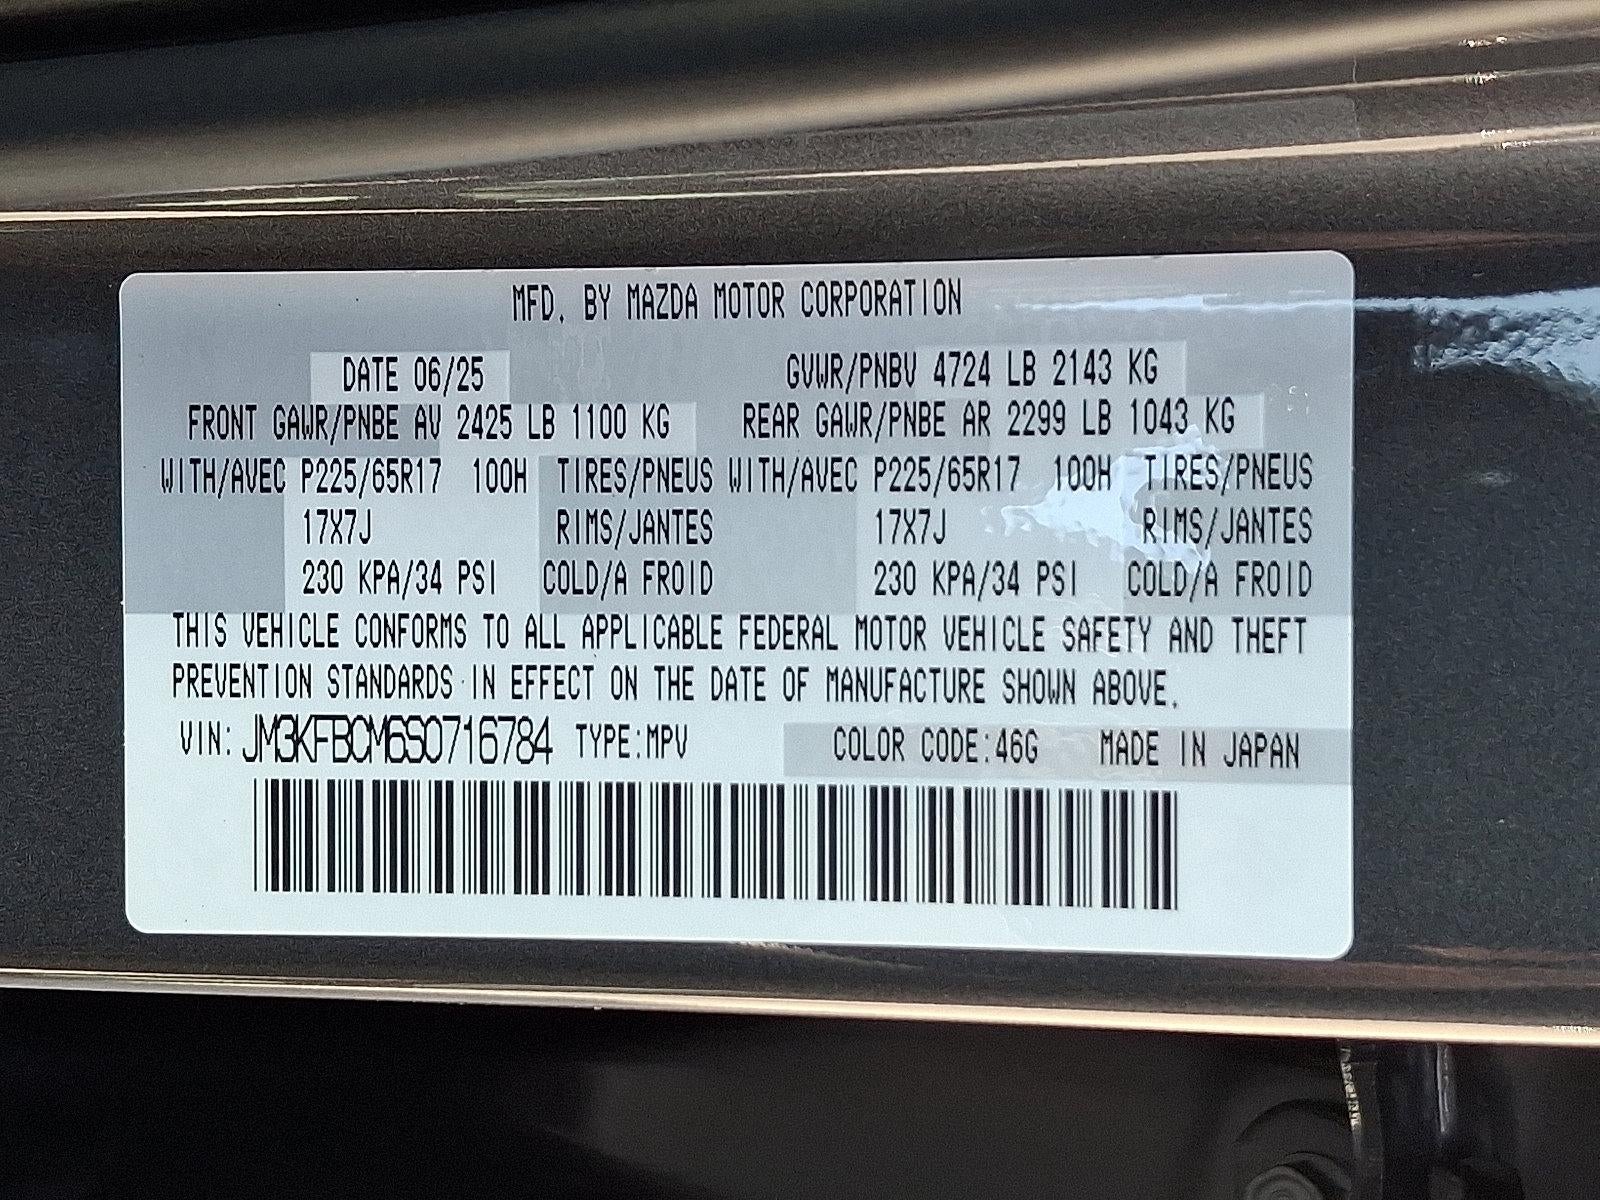 MFD. BY MAZDA MOTOR CORPORATION
DATE 06/25 GVWR/PNBV 4724 LB 2143 KG
FRONT GAWR/PNBE AV 2425 LB 1100 KG REAR GAWR/PNBE AR 2299 LB 1043 KG
WITH/AVEC P225/65R17 100H TIRES/PNEUS WITH/AVEC P225/65R17 100H TIRES/PNEUS
17X7J RIMS/JANTES 17X7J RIMS/JANTES
230 KPA/34 PSI COLD/A FROID 230 KPA/34 PSI COLD/A FROID
THIS VEHICLE CONFORMS TO ALL APPLICABLE FEDERAL MOTOR VEHICLE SAFETY AND THEFT
PREVENTION STANDARDS IN EFFECT ON THE DATE OF MANUFACTURE SHOWN ABOVE.
VIN: JM3KFBCM6S0716784 TYPE:MPV COLOR CODE:46G MADE IN JAPAN